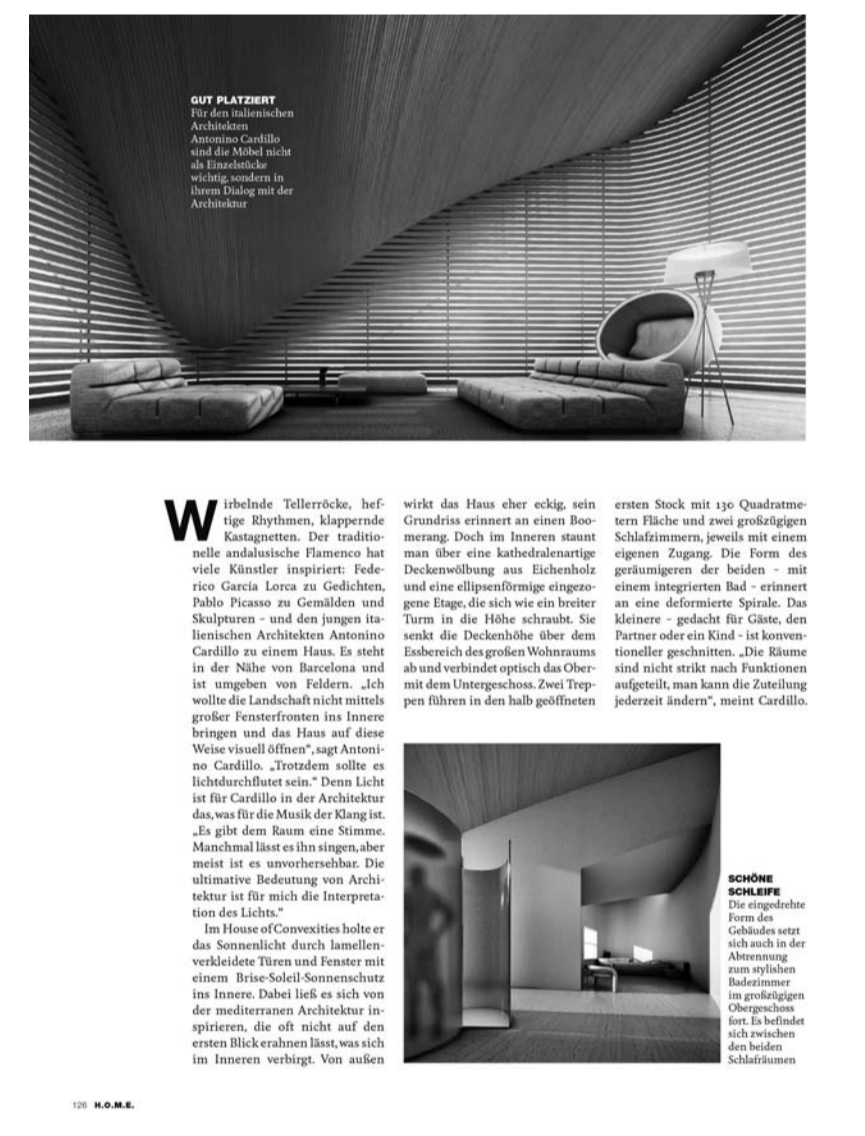 GUT PLATZIERT
Für den italienischen
Architekten
Antonino Cardillo
sind die Möbel nicht
als Einzelstücke
wichtig, sondern in
ihrem Dialog mit der
Architektur
Wirbelnde Tellerröcke, hef-
tige Rhythmen, klappernde
Kastagnetten. Der traditio-
nelle andalusische Flamenco hat
viele Künstler inspiriert: Fede-
rico García Lorca zu Gedichten,
Pablo Picasso zu Gemälden und
Skulpturen – und den jungen ita-
lienischen Architekten Antonino
Cardillo zu einem Haus. Es steht
in der Nähe von Barcelona und
ist umgeben von Feldern. „Ich
wollte die Landschaft nicht mittels
großer Fensterfronten ins Innere
bringen und das Haus auf diese
Weise visuell öffnen“, sagt Antoni-
no Cardillo. „Trotzdem sollte es
lichtdurchflutet sein.“ Denn Licht
ist für Cardillo in der Architektur
das, was für die Musik der Klang ist.
„Es gibt dem Raum eine Stimme.
Manchmal lässt es ihn singen, aber
meist ist es unvorhersehbar. Die
ultimative Bedeutung von Archi-
tektur ist für mich die Interpreta-
tion des Lichts.“
Im House of Convexities holte er
das Sonnenlicht durch lamellen-
verkleidete Türen und Fenster mit
einem Brise-Soleil-Sonnenschutz
ins Innere. Dabei ließ es sich von
der mediterranen Architektur in-
spirieren, die oft nicht auf den
ersten Blick erahnen lässt, was sich
im Inneren verbirgt. Von außen
wirkt das Haus eher eckig, sein
Grundriss erinnert an einen Boo-
merang. Doch im Inneren staunt
man über eine kathedralenartige
Deckenwölbung aus Eichenholz
und eine ellipsenförmige eingezo-
gene Etage, die sich wie ein breiter
Turm in die Höhe schraubt. Sie
senkt die Deckenhöhe über dem
Essbereich des großen Wohnraums
ab und verbindet optisch das Ober-
mit dem Untergeschoss. Zwei Trep-
pen führen in den halb geöffneten
ersten Stock mit 130 Quadratme-
tern Fläche und zwei großzügigen
Schlafzimmern, jeweils mit einem
eigenen Zugang. Die Form des
geräumigeren der beiden – mit
einem integrierten Bad – erinnert
an eine deformierte Spirale. Das
kleinere – gedacht für Gäste, den
Partner oder ein Kind – ist konven-
tioneller geschnitten. „Die Räume
sind nicht strikt nach Funktionen
aufgeteilt, man kann die Zuteilung
jederzeit ändern“, meint Cardillo.
SCHÖNE
SCHLEIFE
Die eingedrehte
Form des
Gebäudes setzt
sich auch in der
Abtrennung
zum stylishen
Badezimmer
im großzügigen
Obergeschoss
fort. Es befindet
sich zwischen
den beiden
Schlafräumen
126 H.O.M.E.